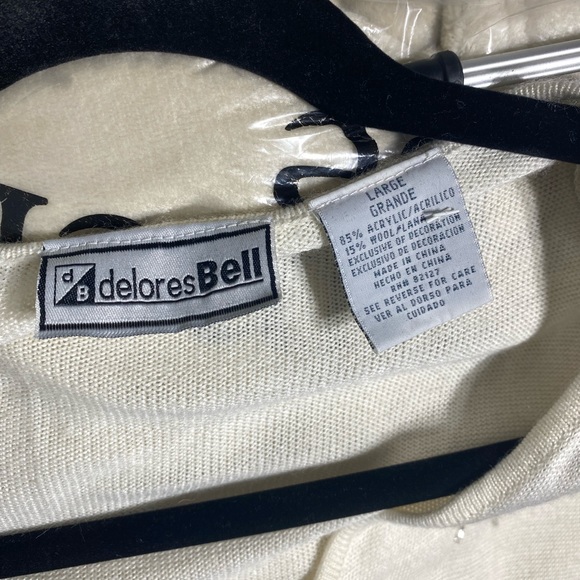 d
B
deloresBell
LARGE
GRANDE
85% ACRYLIC/ACRILICO
15% WOOL/LANA
EXCLUSIVE OF DECORATION
EXCLUSIVO DE DECORACION
MADE IN CHINA
HECHO EN CHINA
RN# 82127
SEE REVERSE FOR CARE
VER AL DORSO PARA
CUIDADO